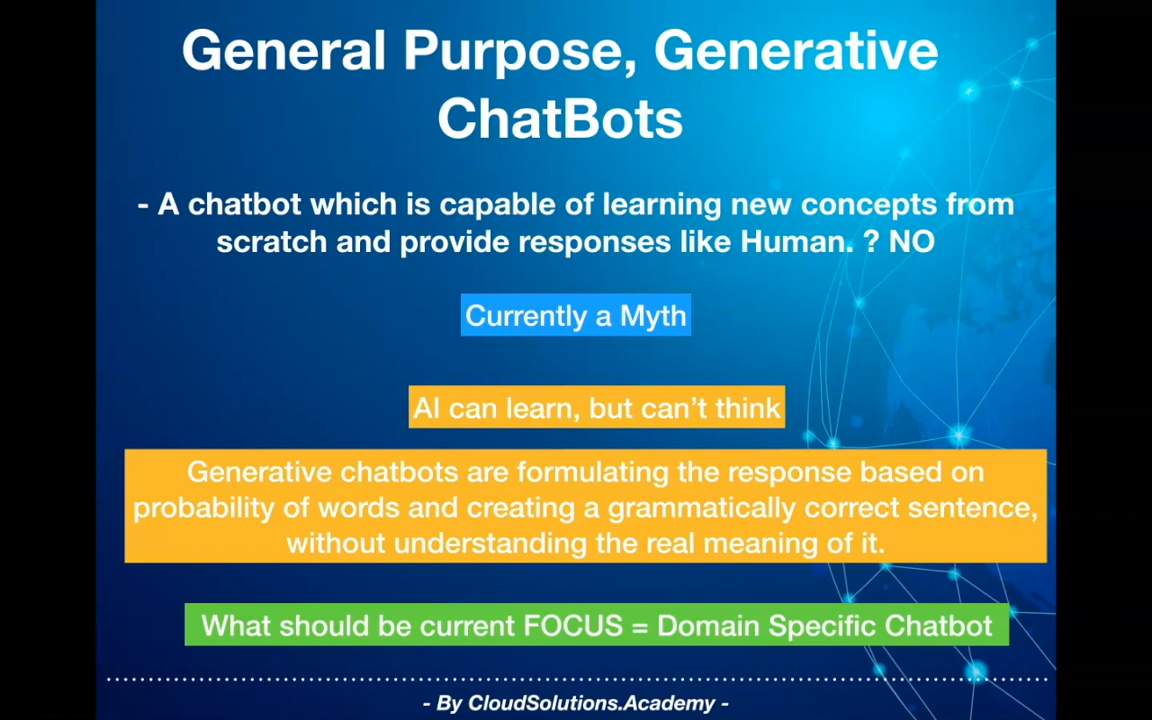 General Purpose, Generative
ChatBots
- A chatbot which is capable of learning new concepts from
scratch and provide responses like Human. ? NO
Currently a Myth
AI can learn, but can't think
Generative chatbots are formulating the response based on
probability of words and creating a grammatically correct sentence,
without understanding the real meaning of it.
What should be current FOCUS = Domain Specific Chatbot
- By CloudSolutions.Academy -